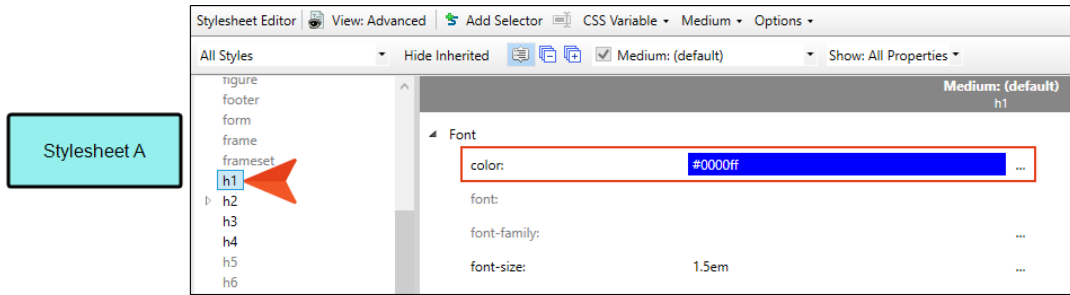 Stylesheet Editor View: Advanced Add Selector CSS Variable Medium Options
All Styles Hide Inherited Medium: (default) Show: All Properties
figure
footer
form
frame
frameset
h1
h2
h3
h4
h5
h6
Medium: (default)
h1
Font
color: #0000ff ...
font:
font-family: ...
font-size: 1.5em ...
Stylesheet A